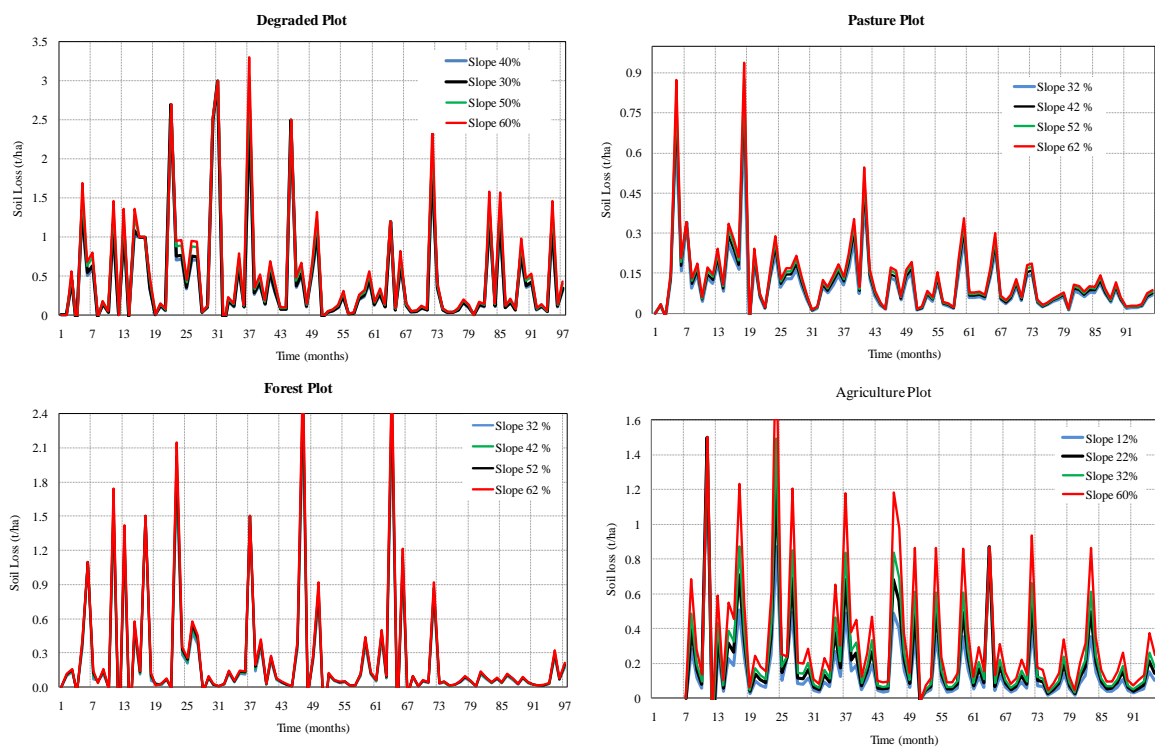 Degraded Plot
3.5
3
2.5
2
1.5
1
0.5
0
Soil Loss (t/ha)
Slope 40%
Slope 30%
Slope 50%
Slope 60%
1 7 13 19 25 31 37 43 49 55 61 67 73 79 85 91 97
Time (months)
Pasture Plot
0.9
0.75
0.6
0.45
0.3
0.15
0
Soil Loss (t/ha)
Slope 32 %
Slope 42 %
Slope 52 %
Slope 62 %
1 7 13 19 25 31 37 43 49 55 61 67 73 79 85 91
Time (months)
Forest Plot
2.4
2.1
1.8
1.5
1.2
0.9
0.6
0.3
0.0
Soil Loss (t/ha)
Slope 32 %
Slope 42 %
Slope 52 %
Slope 62 %
1 7 13 19 25 31 37 43 49 55 61 67 73 79 85 91 97
Time (months)
Agriculture Plot
1.6
1.4
1.2
1
0.8
0.6
0.4
0.2
0
Soil loss (t/ha)
Slope 12%
Slope 22%
Slope 32%
Slope 60%
1 7 13 19 25 31 37 43 49 55 61 67 73 79 85 91
Time (month)